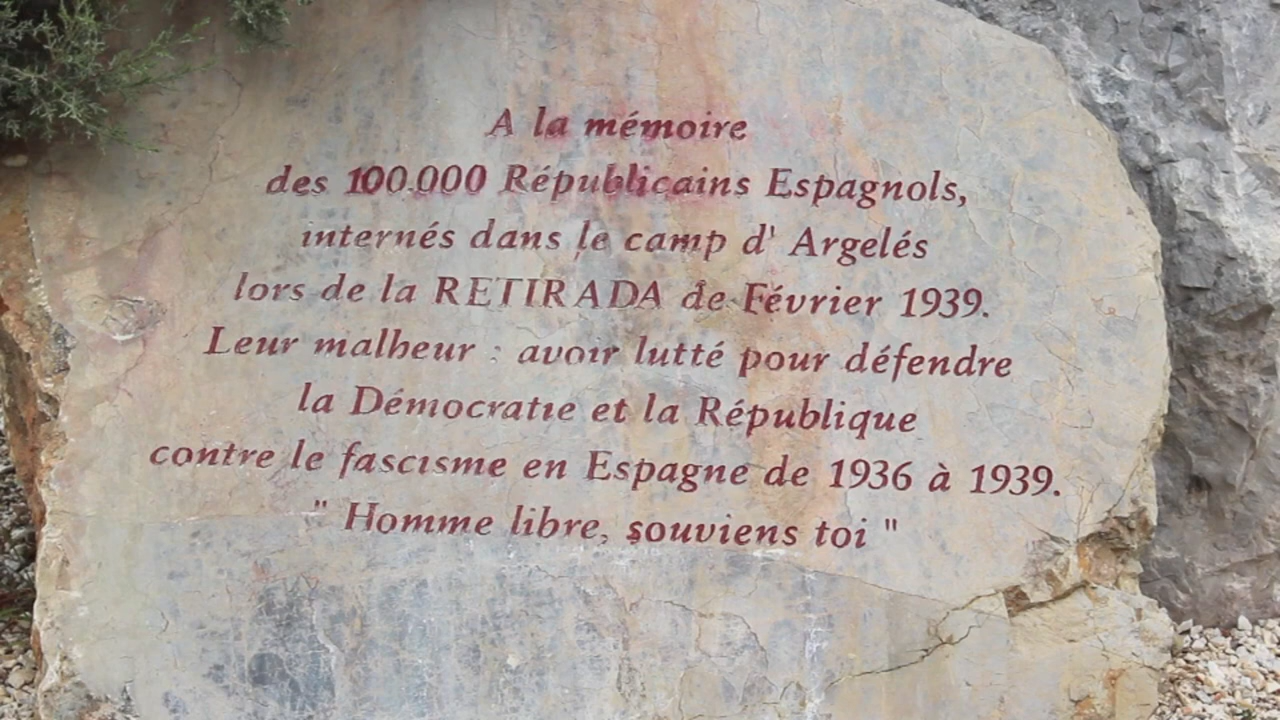 A la mémoire
des 100.000 Républicains Espagnols,
internés dans le camp d' Argelés
lors de la RETIRADA de Février 1939.
Leur malheur : avoir lutté pour défendre
la Démocratie et la République
contre le fascisme en Espagne de 1936 à 1939.
" Homme libre, souviens toi "